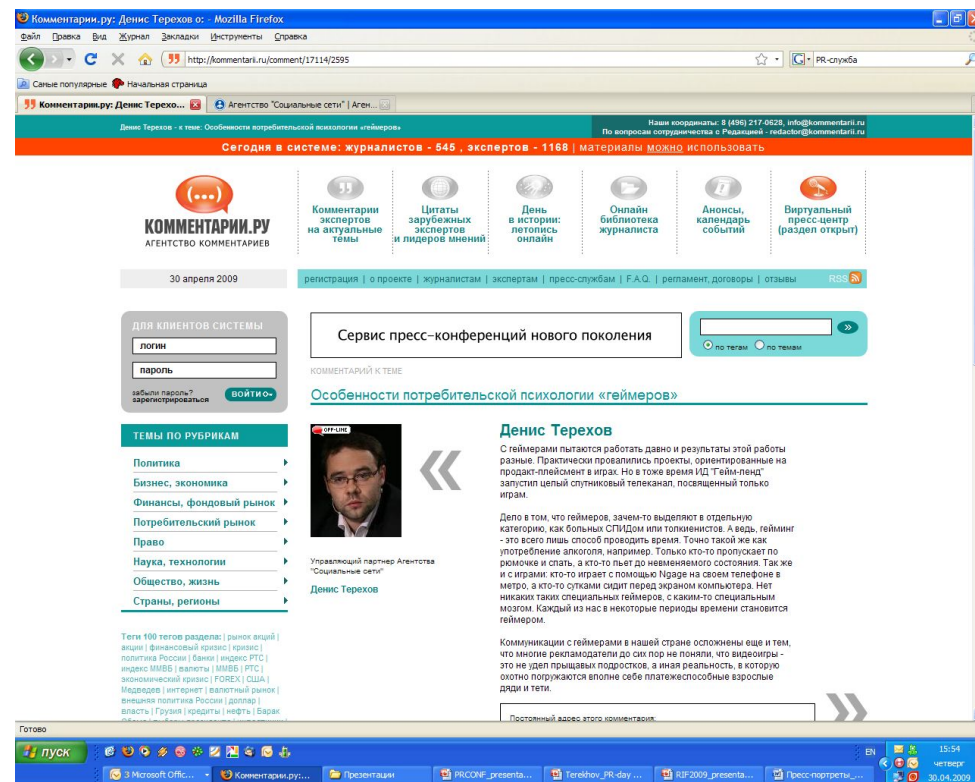 Комментарии.ру: Денис Терехов о: - Mozilla Firefox
Файл Правка Вид Журнал Закладки Инструменты Справка
http://kommentarii.ru/comment/17114/2595
PR-служба
Самые популярные Начальная страница
Комментарии.ру: Денис Терехо... Агентство "Социальные сети" | Аген...
Денис Терехов - к теме: Особенности потребительской психологии «геймеров»
Наши координаты: 8 (496) 217-0628, info@kommentarii.ru
По вопросам сотрудничества с Редакцией - redactor@kommentarii.ru
Сегодня в системе: журналистов - 545 , экспертов - 1168 | материалы можно использовать
(...)
КОММЕНТАРИИ.РУ
АГЕНТСТВО КОММЕНТАРИЕВ
Комментарии
экспертов
на актуальные
темы
Цитаты
зарубежных
экспертов
и лидеров мнений
День
в истории:
летопись
онлайн
Онлайн
библиотека
журналиста
Анонсы,
календарь
событий
Виртуальный
пресс-центр
(раздел открыт)
30 апреля 2009
регистрация | о проекте | журналистам | экспертам | пресс-службам | F.A.Q. | регламент, договоры | отзывы RSS
ДЛЯ КЛИЕНТОВ СИСТЕМЫ
логин
пароль
забыли пароль?
зарегистрироваться
ВОЙТИ
Сервис пресс-конференций нового поколения
по тегам по темам
КОММЕНТАРИЙ К ТЕМЕ
Особенности потребительской психологии «геймеров»
ТЕМЫ ПО РУБРИКАМ
Политика
Бизнес, экономика
Финансы, фондовый рынок
Потребительский рынок
Право
Наука, технологии
Общество, жизнь
Страны, регионы
Теги 100 тегов раздела: | рынок акций |
акции | финансовый кризис | кризис |
политика России | банки | индекс РТС |
индекс ММВБ | валюты | ММВБ | РТС |
экономический кризис | FOREX | США |
Медведев | интернет | валютный рынок |
внешняя политика России | доллар |
власть | Грузия | кредиты | нефть | Барак
OFF-LINE
Управляющий партнер Агентства
"Социальные сети"
Денис Терехов
Денис Терехов
С геймерами пытаются работать давно и результаты этой работы
разные. Практически провалились проекты, ориентированные на
продакт-плейсмент в играх. Но в тоже время ИД "Гейм-ленд"
запустил целый спутниковый телеканал, посвященный только
играм.
Дело в том, что геймеров, зачем-то выделяют в отдельную
категорию, как больных СПИДом или толкиенистов. А ведь, гейминг
- это всего лишь способ проводить время. Точно такой же как
употребление алкоголя, например. Только кто-то пропускает по
рюмочке и спать, а кто-то пьет до невменяемого состояния. Так же
и с играми: кто-то играет с помощью Ngage на своем телефоне в
метро, а кто-то сутками сидит перед экраном компьютера. Нет
никаких таких специальных геймеров, с каким-то специальным
мозгом. Каждый из нас в некоторые периоды времени становится
геймером.
Коммуникации с геймерами в нашей стране осложнены еще и тем,
что многие рекламодатели до сих пор не поняли, что видеоигры -
это не удел прыщавых подростков, а иная реальность, в которую
охотно погружаются вполне себе платежеспособные взрослые
дяди и тети.
Постоянный адрес этого комментария:
Готово
пуск
3 Microsoft Offic... Комментарии.ру:... Презентации PRCONF_presenta... Terekhov_PR-day ... RIF2009_presenta... Пресс-портреты_...
EN
15:54
четверг
30.04.2009